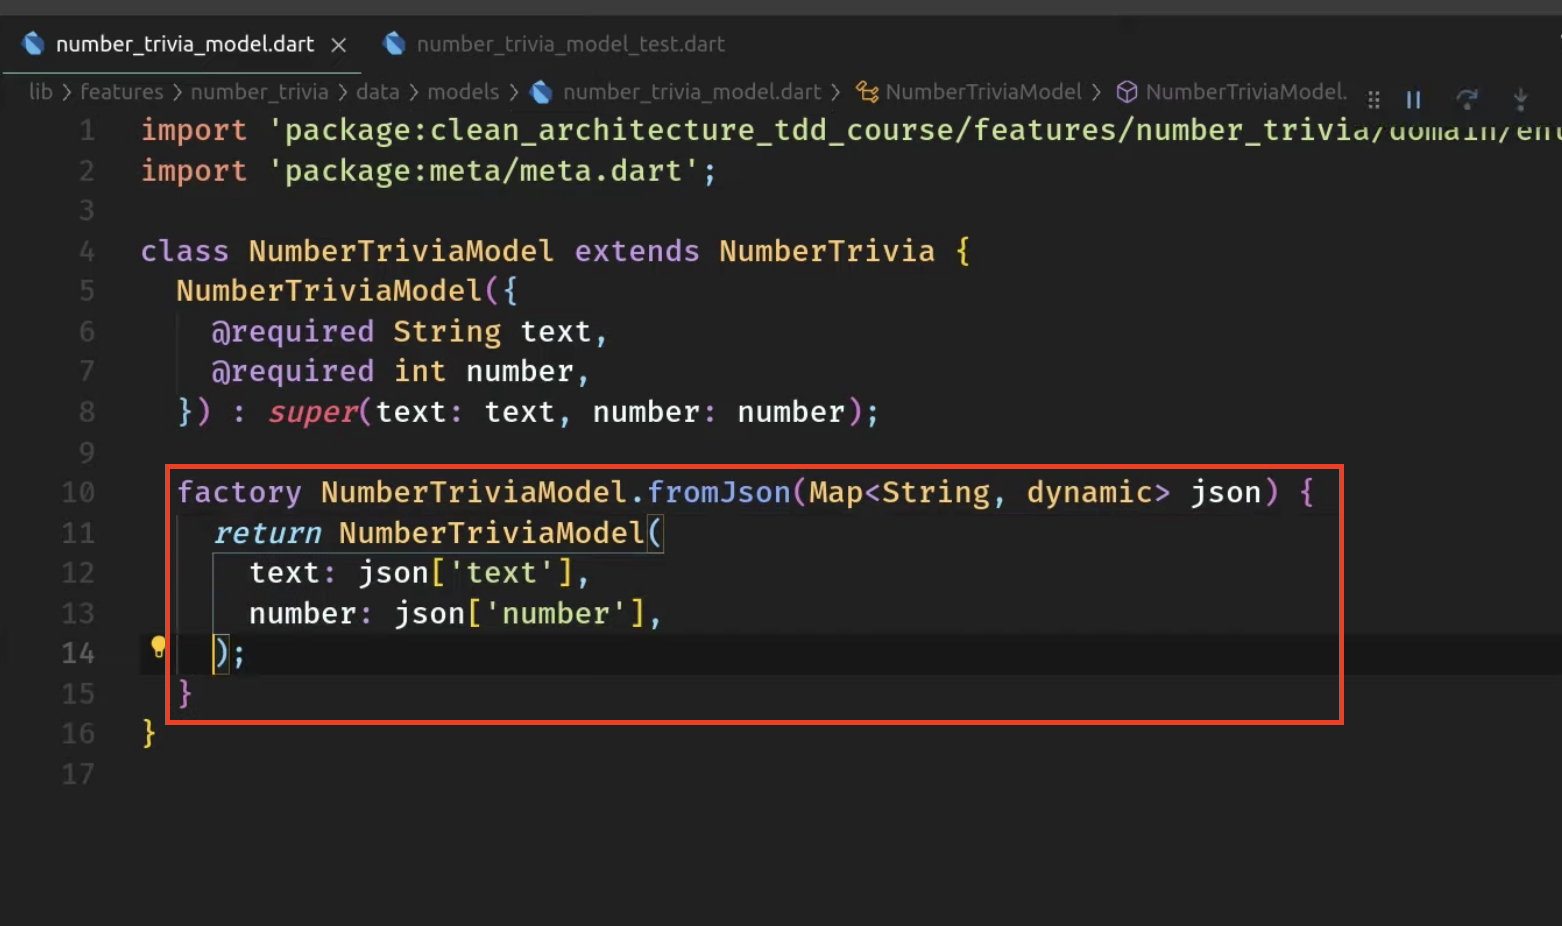 number_trivia_model.dart
number_trivia_model_test.dart
lib > features > number_trivia > data > models > number_trivia_model.dart > NumberTriviaModel > NumberTriviaModel.
1 import 'package:clean_architecture_tdd_course/features/number_trivia/domain/ent
2 import 'package:meta/meta.dart';
3
4 class NumberTriviaModel extends NumberTrivia {
5 NumberTriviaModel({
6 @required String text,
7 @required int number,
8 }) : super(text: text, number: number);
9
10 factory NumberTriviaModel.fromJson(Map<String, dynamic> json) {
11 return NumberTriviaModel(
12 text: json['text'],
13 number: json['number'],
14 );
15 }
16 }
17